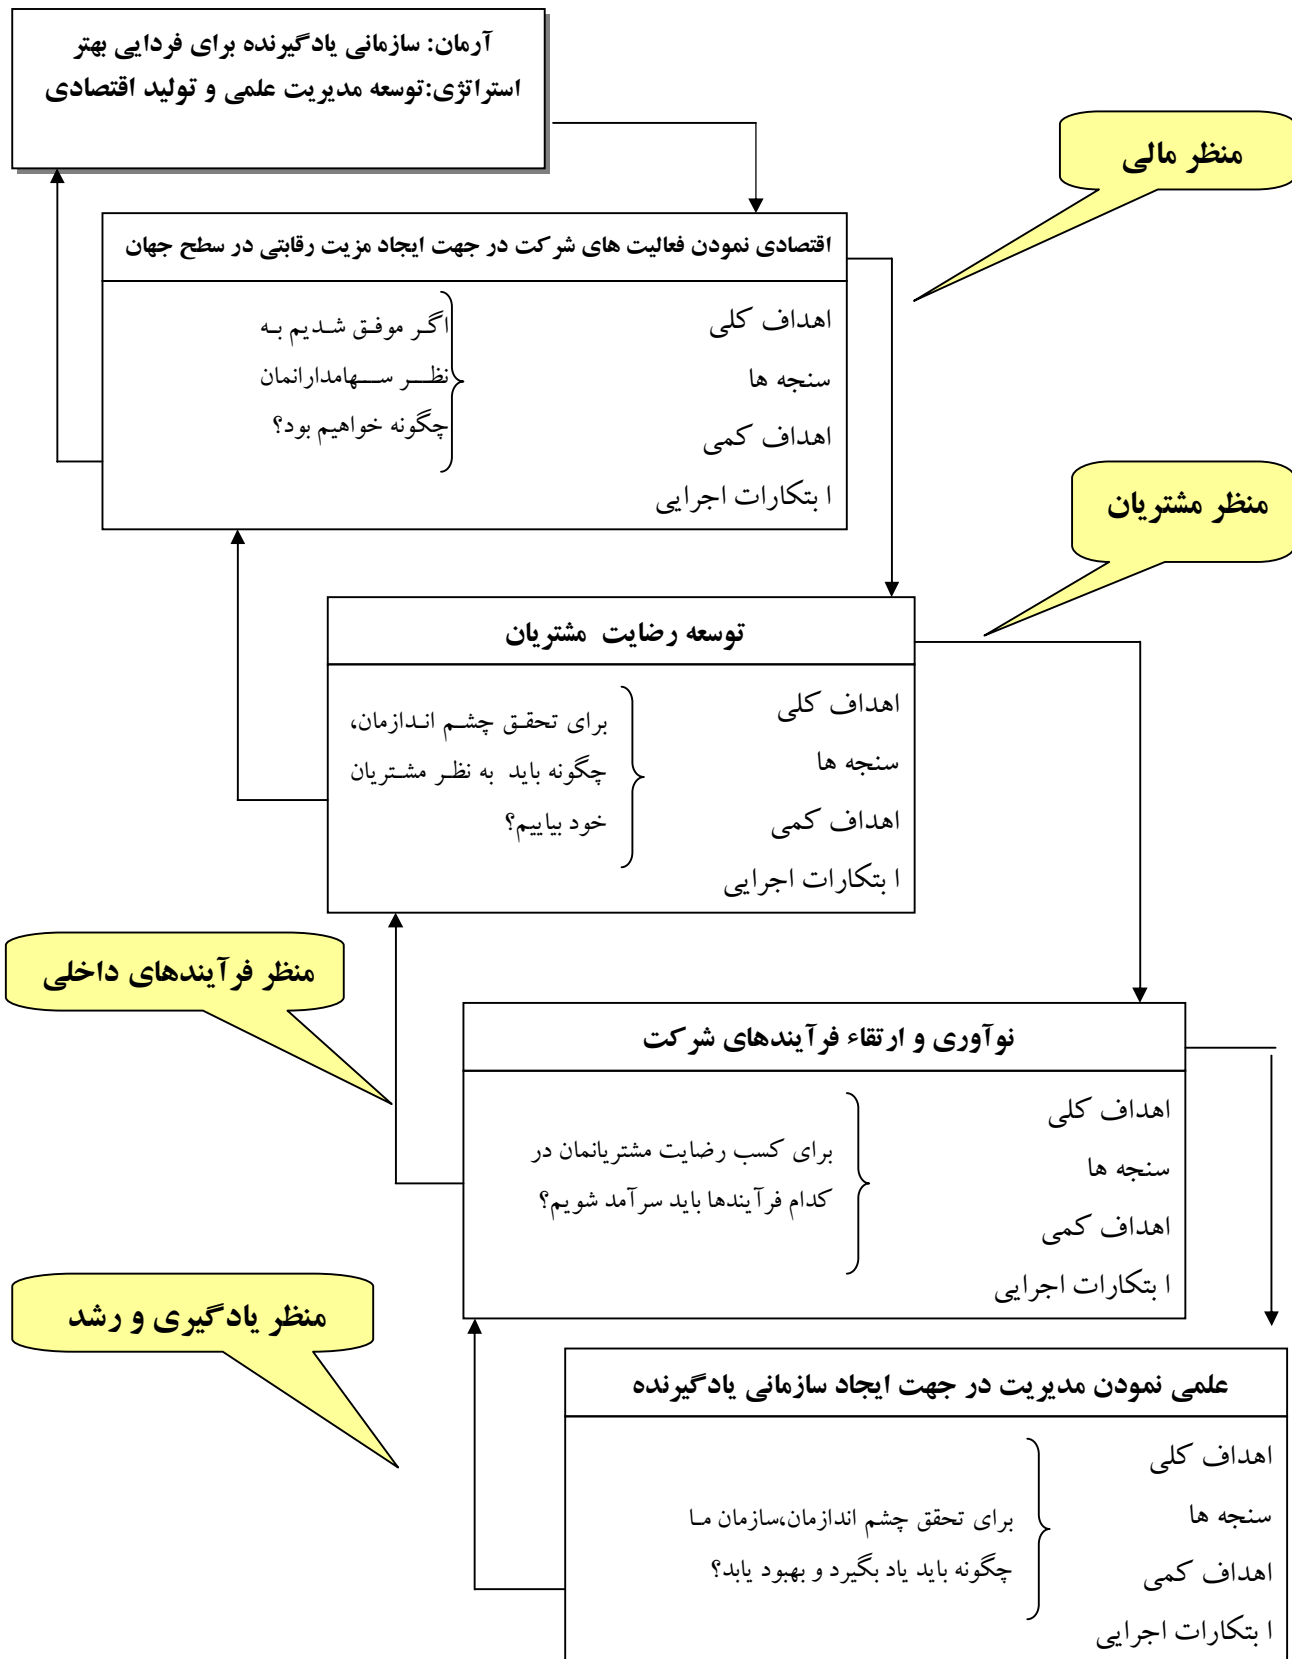 آرمان: سازمانی یادگیرنده برای فردایی بهتر
استراتژی:توسعه مدیریت علمی و تولید اقتصادی
منظر مالی
اقتصادی نمودن فعالیت های شرکت در جهت ایجاد مزیت رقابتی در سطح جهان
اهداف کلی
سنجه ها
اهداف کمی
ا بتکارات اجرایی
اگر موفق شدیم به
نظر سهامدارانمان
چگونه خواهیم بود؟
منظر مشتریان
توسعه رضایت مشتریان
اهداف کلی
سنجه ها
اهداف کمی
ا بتکارات اجرایی
برای تحقق چشم اندازمان،
چگونه باید به نظر مشتریان
خود بیاییم؟
منظر فرآیندهای داخلی
نوآوری و ارتقاء فرآیندهای شرکت
اهداف کلی
سنجه ها
اهداف کمی
ا بتکارات اجرایی
برای کسب رضایت مشتریانمان در
کدام فرآیندها باید سرآمد شویم؟
منظر یادگیری و رشد
علمی نمودن مدیریت در جهت ایجاد سازمانی یادگیرنده
اهداف کلی
سنجه ها
اهداف کمی
ا بتکارات اجرایی
برای تحقق چشم اندازمان،سازمان ما
چگونه باید یاد بگیرد و بهبود یابد؟